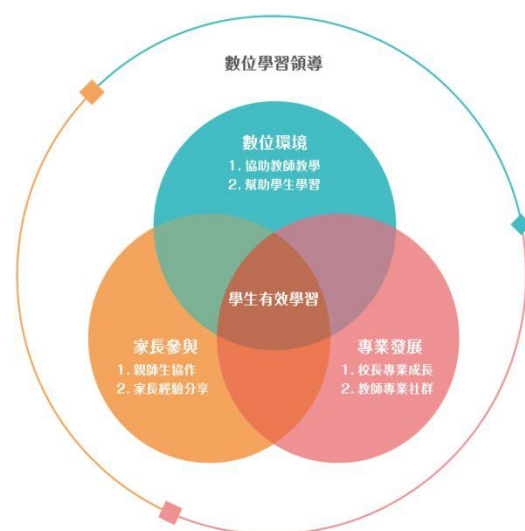 數位學習領導
數位環境
1. 協助教師教學
2. 幫助學生學習
學生有效學習
家長參與
1. 親師生協作
2. 家長經驗分享
專業發展
1. 校長專業成長
2. 教師專業社群